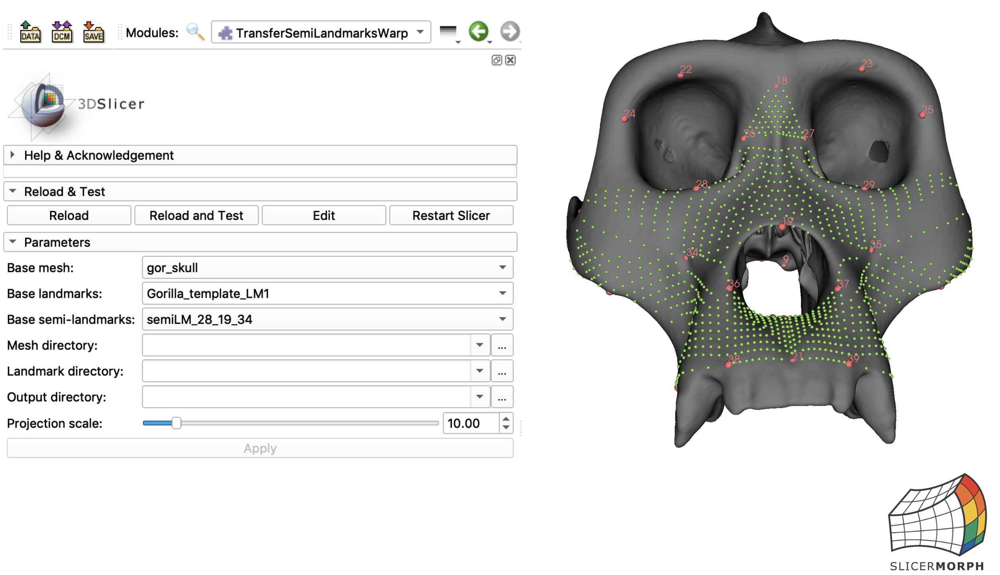 DATA DCM SAVE Modules: TransferSemiLandmarksWarp
3DSlicer
Help & Acknowledgement
Reload & Test
Reload Reload and Test Edit Restart Slicer
Parameters
Base mesh: gor_skull
Base landmarks: Gorilla_template_LM1
Base semi-landmarks: semiLM_28_19_34
Mesh directory: ...
Landmark directory: ...
Output directory: ...
Projection scale: 10.00
Apply
22
23
18
24
25
26
27
28
29
19
34
35
9
36
37
38
21
39
SLICERMORPH